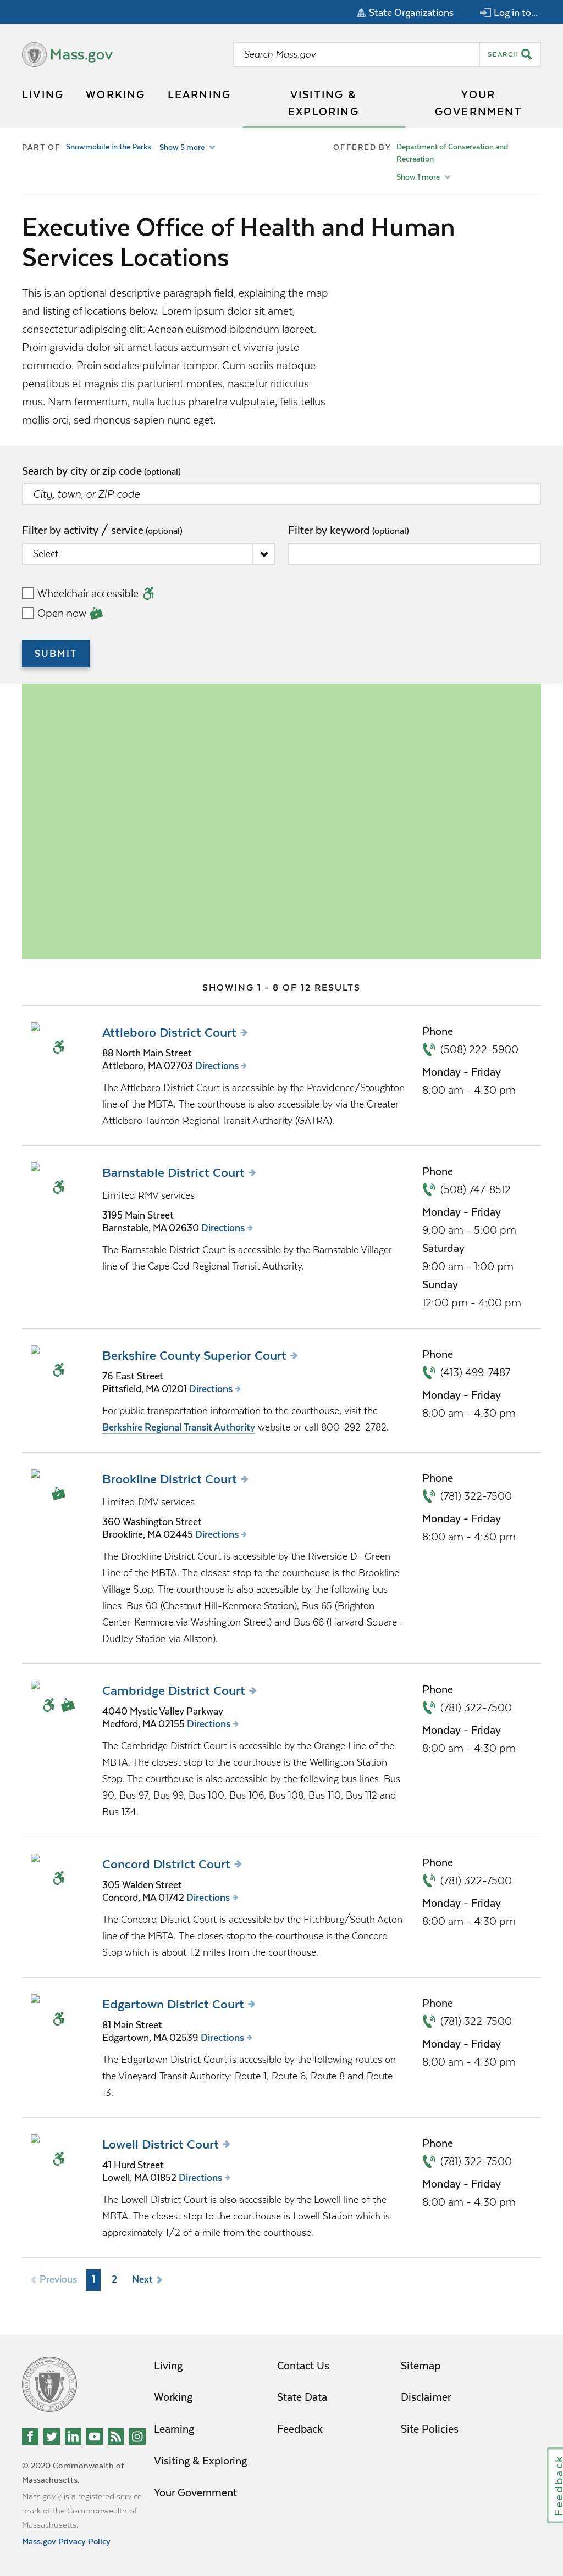 State Organizations
Log in to...
Mass.gov
Search Mass.gov
SEARCH
LIVING
WORKING
LEARNING
VISITING &
EXPLORING
YOUR
GOVERNMENT
PART OF
Snowmobile in the Parks
Show 5 more
OFFERED BY
Department of Conservation and
Recreation
Show 1 more
Executive Office of Health and Human
Services Locations
This is an optional descriptive paragraph field, explaining the map
and listing of locations below. Lorem ipsum dolor sit amet,
consectetur adipiscing elit. Aenean euismod bibendum laoreet.
Proin gravida dolor sit amet lacus accumsan et viverra justo
commodo. Proin sodales pulvinar tempor. Cum sociis natoque
penatibus et magnis dis parturient montes, nascetur ridiculus
mus. Nam fermentum, nulla luctus pharetra vulputate, felis tellus
mollis orci, sed rhoncus sapien nunc eget.
Search by city or zip code (optional)
City, town, or ZIP code
Filter by activity / service (optional)
Select
Filter by keyword (optional)
Wheelchair accessible
Open now
SUBMIT
SHOWING 1 - 8 OF 12 RESULTS
Attleboro District Court
88 North Main Street
Attleboro, MA 02703 Directions
The Attleboro District Court is accessible by the Providence/Stoughton
line of the MBTA. The courthouse is also accessible by via the Greater
Attleboro Taunton Regional Transit Authority (GATRA).
Phone
(508) 222-5900
Monday - Friday
8:00 am - 4:30 pm
Barnstable District Court
Limited RMV services
3195 Main Street
Barnstable, MA 02630 Directions
The Barnstable District Court is accessible by the Barnstable Villager
line of the Cape Cod Regional Transit Authority.
Phone
(508) 747-8512
Monday - Friday
9:00 am - 5:00 pm
Saturday
9:00 am - 1:00 pm
Sunday
12:00 pm - 4:00 pm
Berkshire County Superior Court
76 East Street
Pittsfield, MA 01201 Directions
For public transportation information to the courthouse, visit the
Berkshire Regional Transit Authority website or call 800-292-2782.
Phone
(413) 499-7487
Monday - Friday
8:00 am - 4:30 pm
Brookline District Court
Limited RMV services
360 Washington Street
Brookline, MA 02445 Directions
The Brookline District Court is accessible by the Riverside D- Green
Line of the MBTA. The closest stop to the courthouse is the Brookline
Village Stop. The courthouse is also accessible by the following bus
lines: Bus 60 (Chestnut Hill-Kenmore Station), Bus 65 (Brighton
Center-Kenmore via Washington Street) and Bus 66 (Harvard Square-
Dudley Station via Allston).
Phone
(781) 322-7500
Monday - Friday
8:00 am - 4:30 pm
Cambridge District Court
4040 Mystic Valley Parkway
Medford, MA 02155 Directions
The Cambridge District Court is accessible by the Orange Line of the
MBTA. The closest stop to the courthouse is the Wellington Station
Stop. The courthouse is also accessible by the following bus lines: Bus
90, Bus 97, Bus 99, Bus 100, Bus 106, Bus 108, Bus 110, Bus 112 and
Bus 134.
Phone
(781) 322-7500
Monday - Friday
8:00 am - 4:30 pm
Concord District Court
305 Walden Street
Concord, MA 01742 Directions
The Concord District Court is accessible by the Fitchburg/South Acton
line of the MBTA. The closes stop to the courthouse is the Concord
Stop which is about 1.2 miles from the courthouse.
Phone
(781) 322-7500
Monday - Friday
8:00 am - 4:30 pm
Edgartown District Court
81 Main Street
Edgartown, MA 02539 Directions
The Edgartown District Court is accessible by the following routes on
the Vineyard Transit Authority: Route 1, Route 6, Route 8 and Route
13.
Phone
(781) 322-7500
Monday - Friday
8:00 am - 4:30 pm
Lowell District Court
41 Hurd Street
Lowell, MA 01852 Directions
The Lowell District Court is also accessible by the Lowell line of the
MBTA. The closest stop to the courthouse is Lowell Station which is
approximately 1/2 of a mile from the courthouse.
Phone
(781) 322-7500
Monday - Friday
8:00 am - 4:30 pm
Previous 1 2 Next
Living
Working
Learning
Visiting & Exploring
Your Government
Contact Us
State Data
Feedback
Sitemap
Disclaimer
Site Policies
© 2020 Commonwealth of
Massachusetts.
Mass.gov® is a registered service
mark of the Commonwealth of
Massachusetts.
Mass.gov Privacy Policy
Feedback